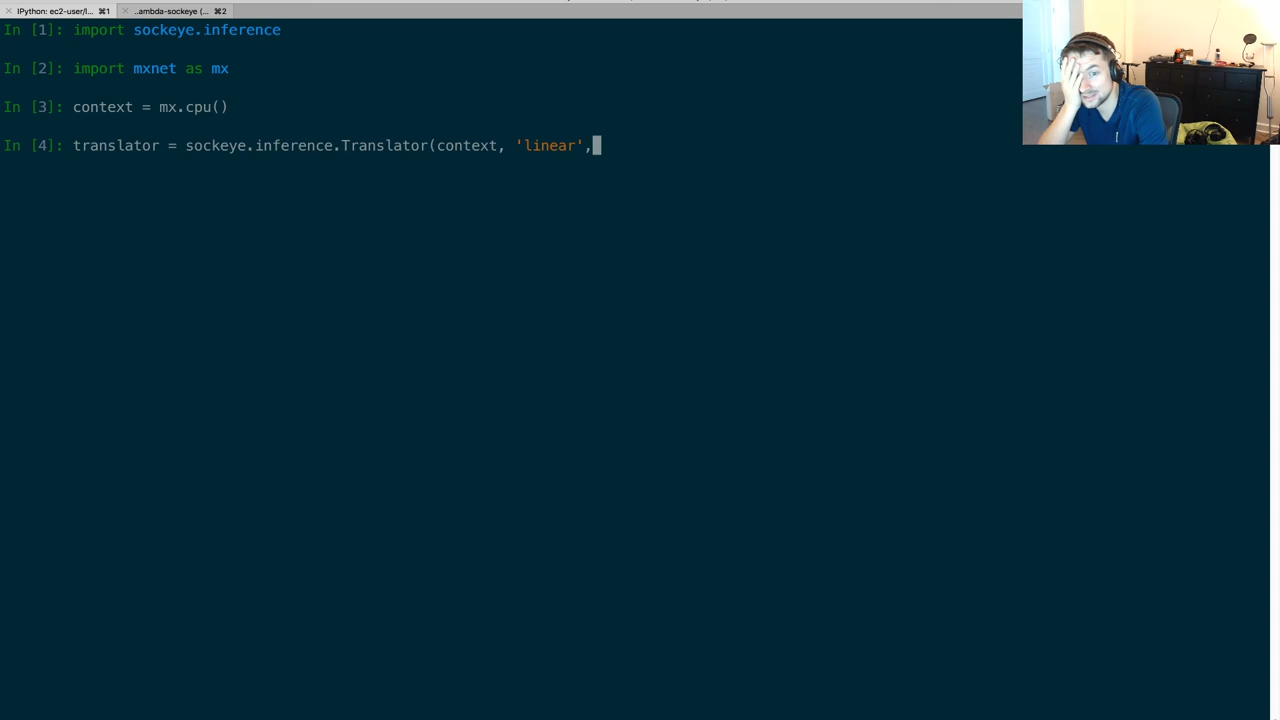 IPython: ec2-user/l... ⌘1
..ambda-sockeye (... ⌘2
In [1]: import sockeye.inference
In [2]: import mxnet as mx
In [3]: context = mx.cpu()
In [4]: translator = sockeye.inference.Translator(context, 'linear',